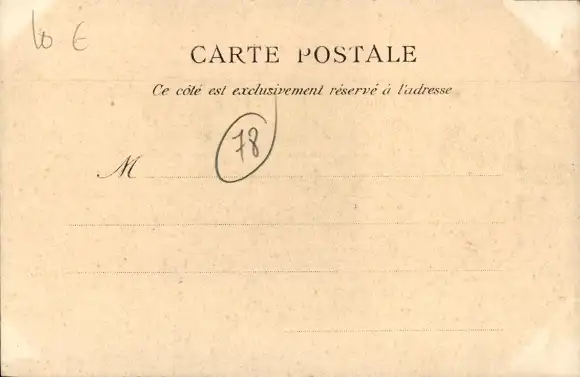 10 €
CARTE POSTALE
Ce côté est exclusivement réservé à l'adresse
78
M